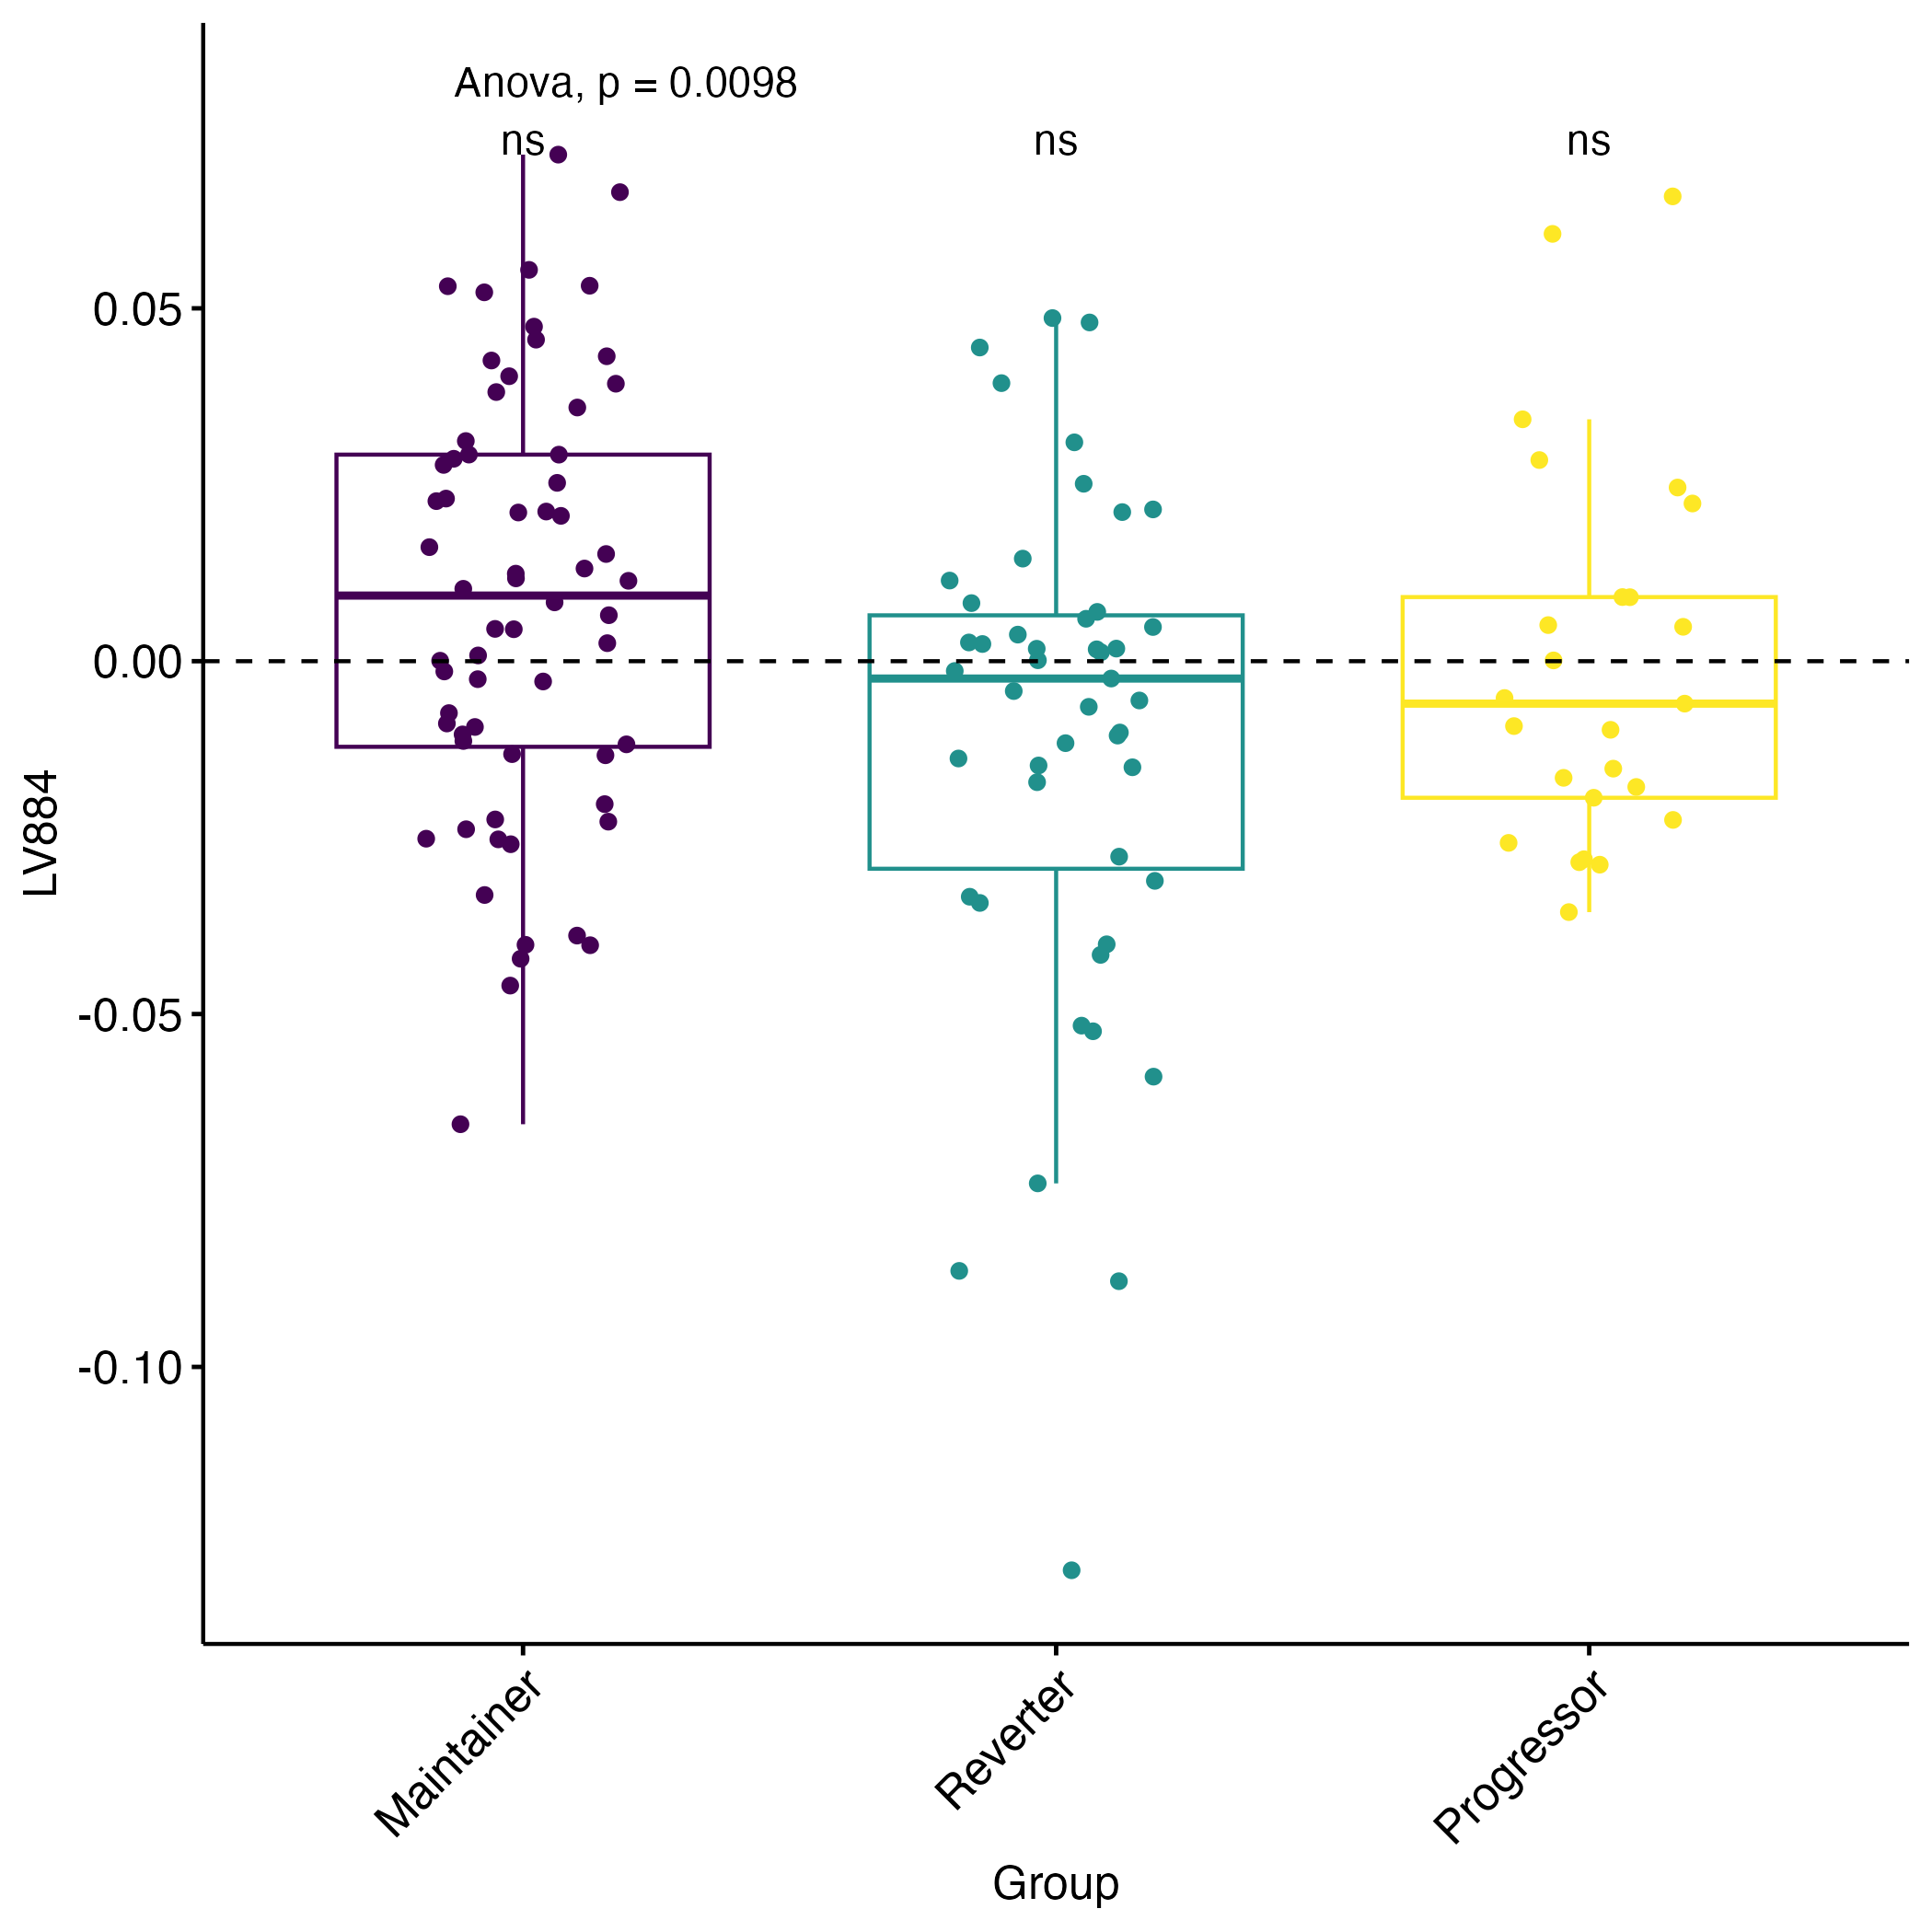 Anova, p = 0.0098
ns ns ns
0.05
0.00
-0.05
-0.10
LV884
Maintainer Reverter Progressor
Group